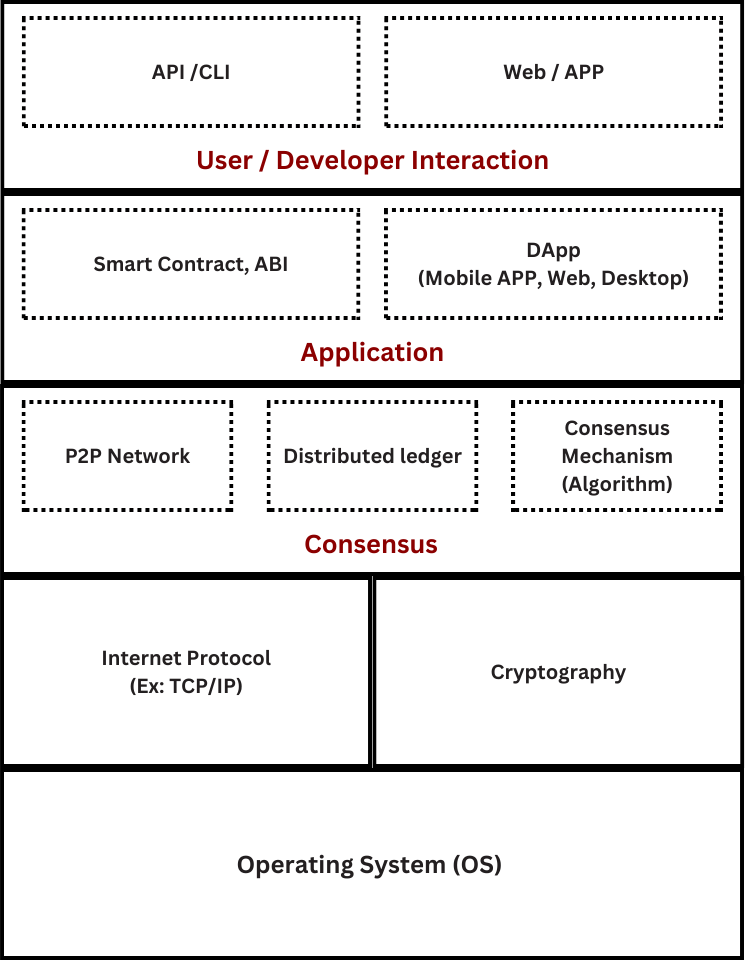 API /CLI
Web / APP
User / Developer Interaction
Smart Contract, ABI
DApp
(Mobile APP, Web, Desktop)
Application
P2P Network
Distributed ledger
Consensus
Mechanism
(Algorithm)
Consensus
Internet Protocol
(Ex: TCP/IP)
Cryptography
Operating System (OS)